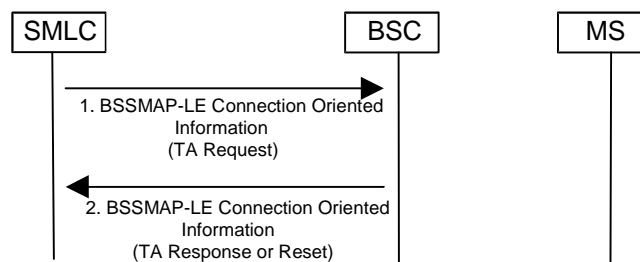 SMLC
BSC
MS
1. BSSMAP-LE Connection Oriented
Information
(TA Request)
2. BSSMAP-LE Connection Oriented
Information
(TA Response or Reset)